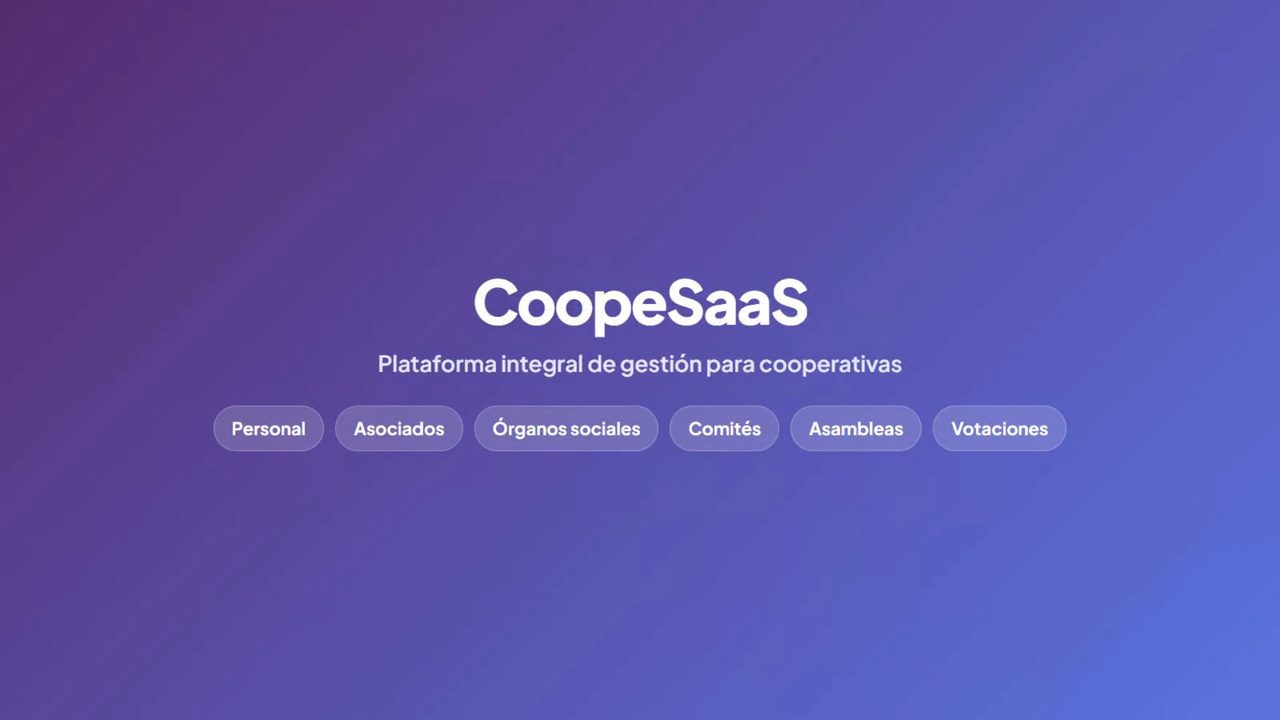 CoopeSaaS
Plataforma integral de gestión para cooperativas
Personal Asociados Órganos sociales Comités Asambleas Votaciones